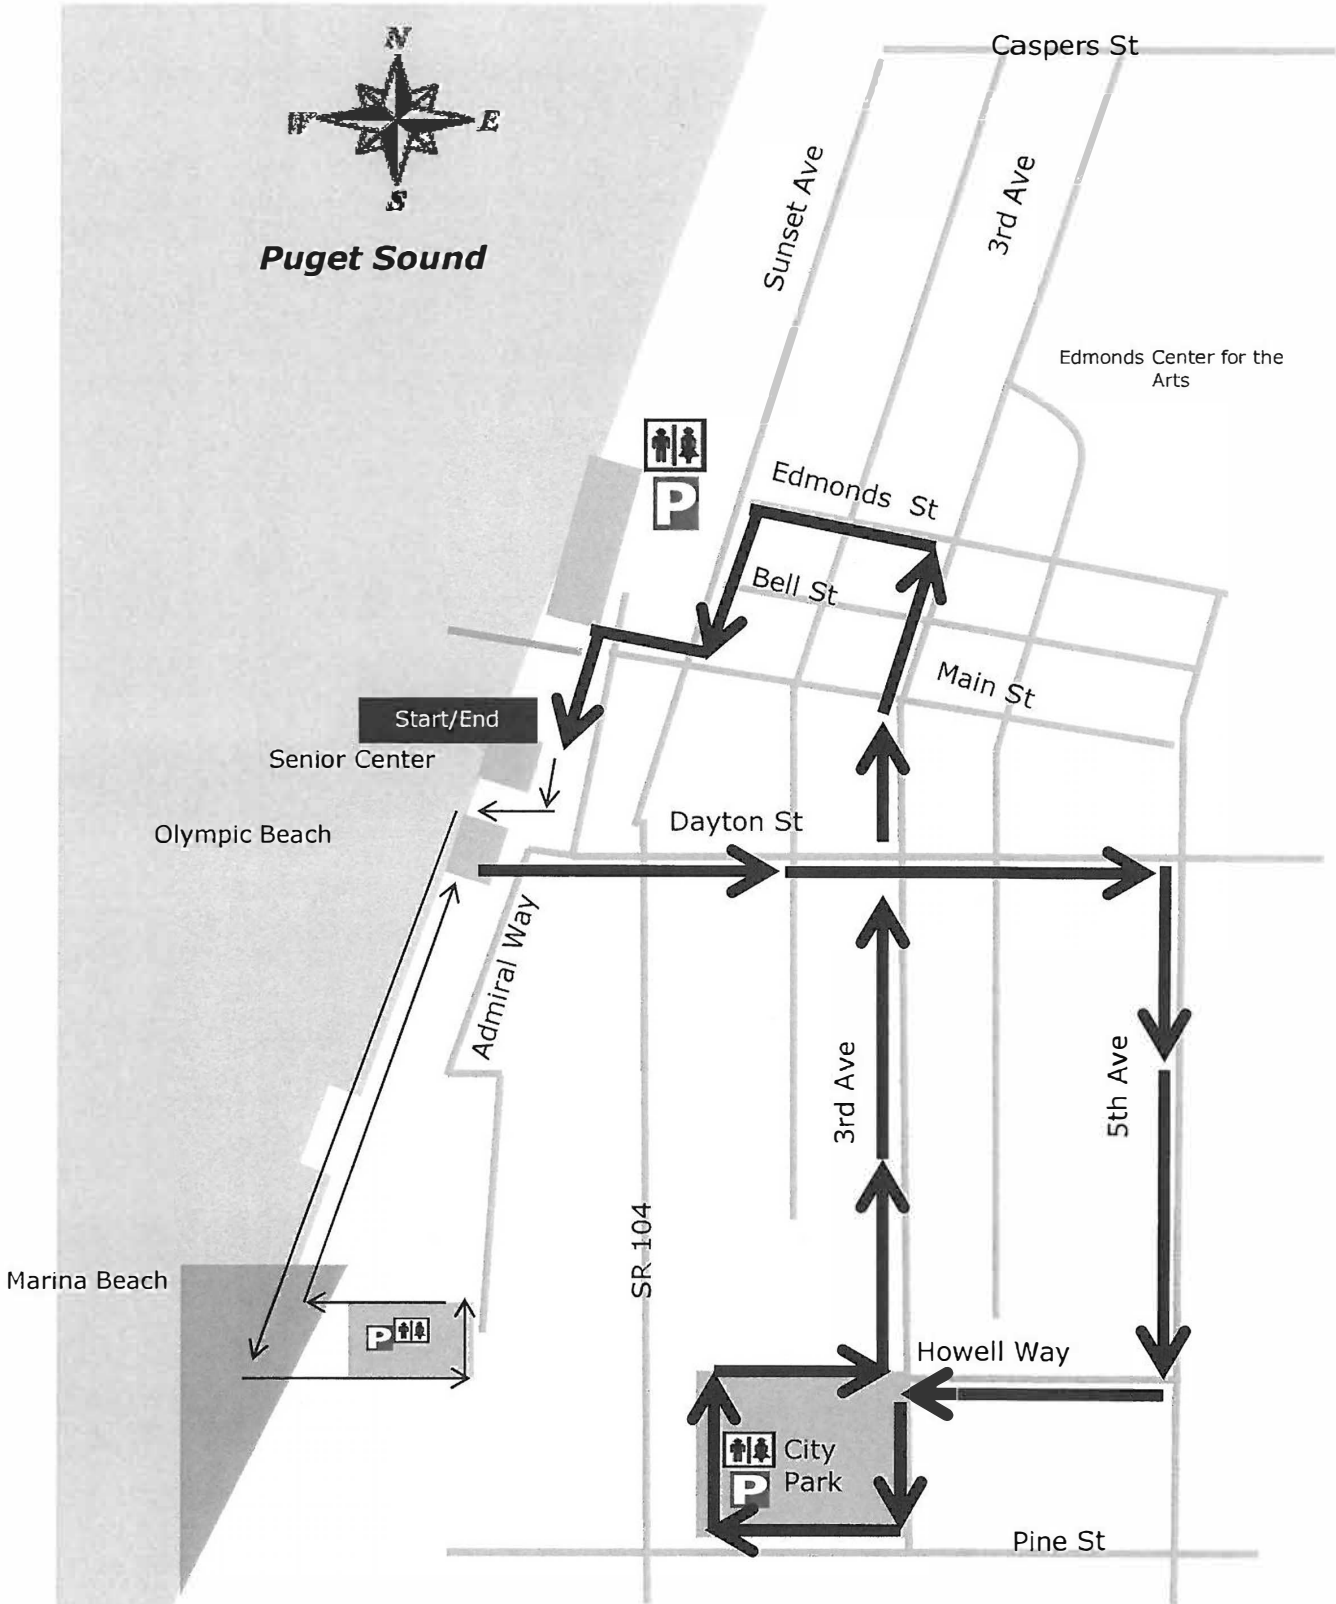 Caspers St
N
W
E
S
Puget Sound
Sunset Ave
3rd Ave
Edmonds Center for the
Arts
Edmonds St
P
Bell St
Main St
Start/End
Senior Center
Dayton St
Olympic Beach
Admiral Way
3rd Ave
5th Ave
SR 104
Marina Beach
P
Howell Way
City
Park
P
Pine St